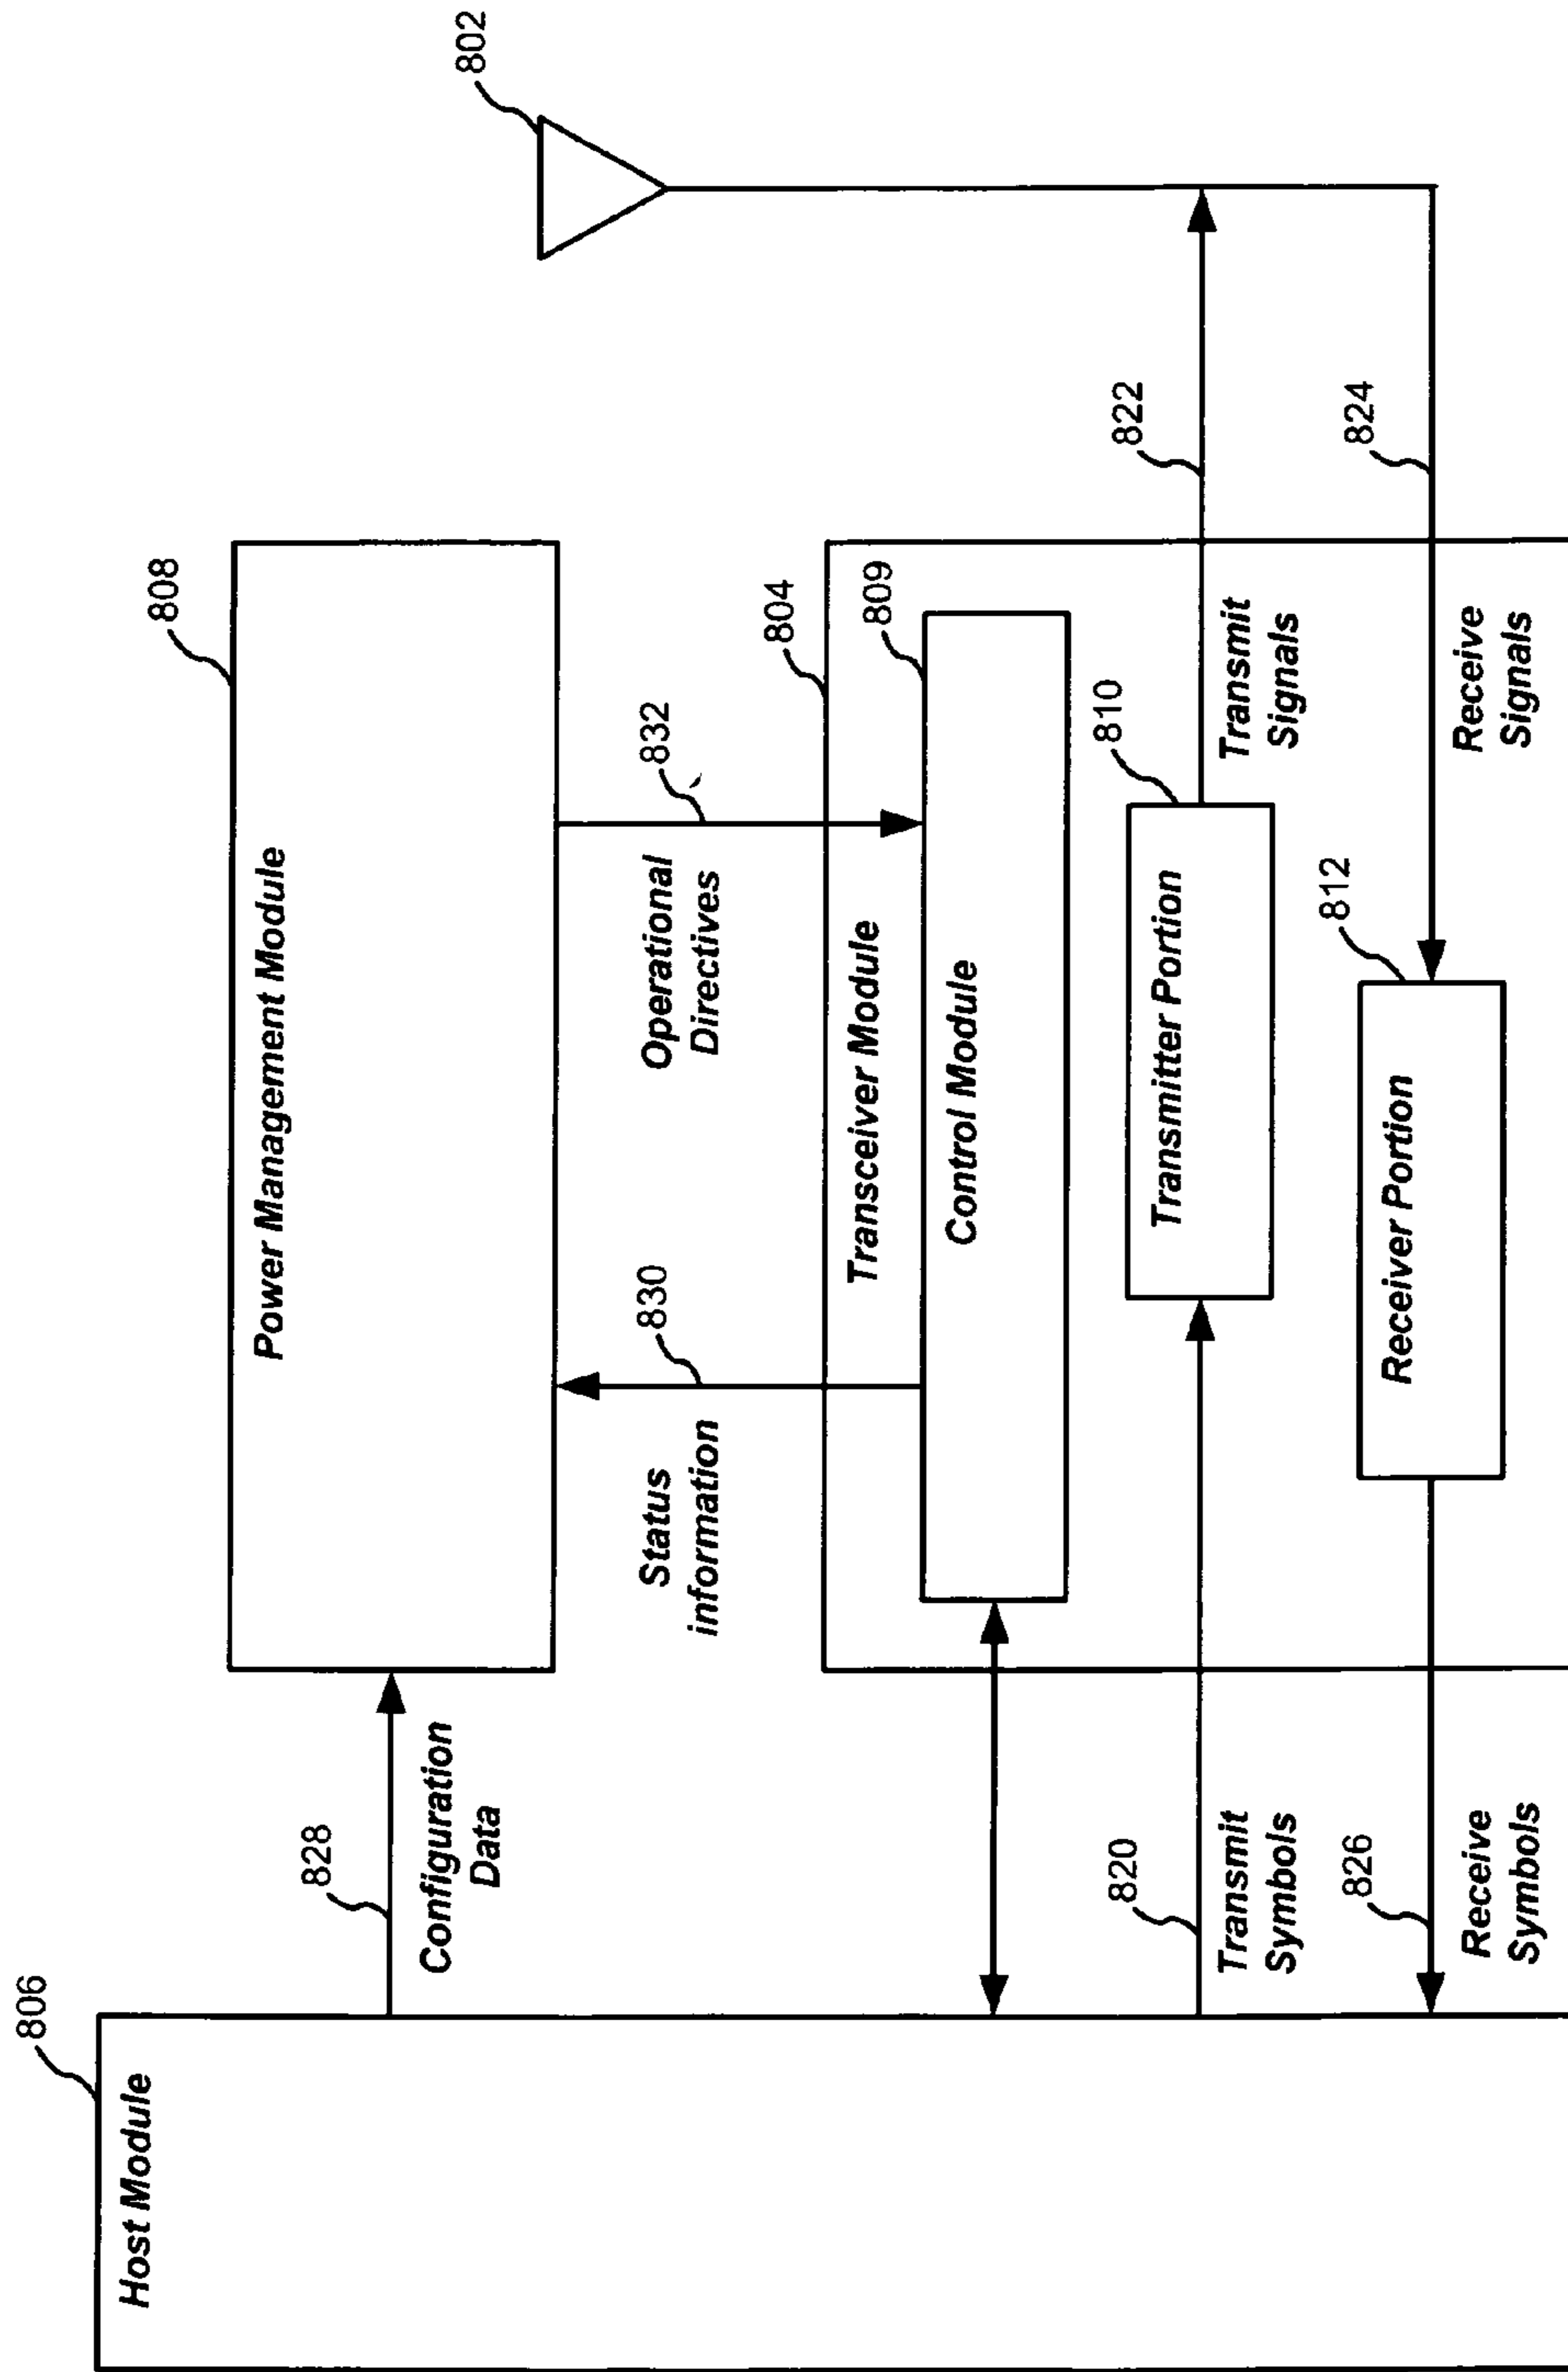 806
Host Module
828
Configuration
Data
808
Power Management Module
802
830
Status
information
832
Operational
Directives
804
Transceiver Module
809
Control Module
820
Transmit
Symbols
810
Transmitter Portion
822
Transmit
Signals
826
Receive
Symbols
812
Receiver Portion
824
Receive
Signals